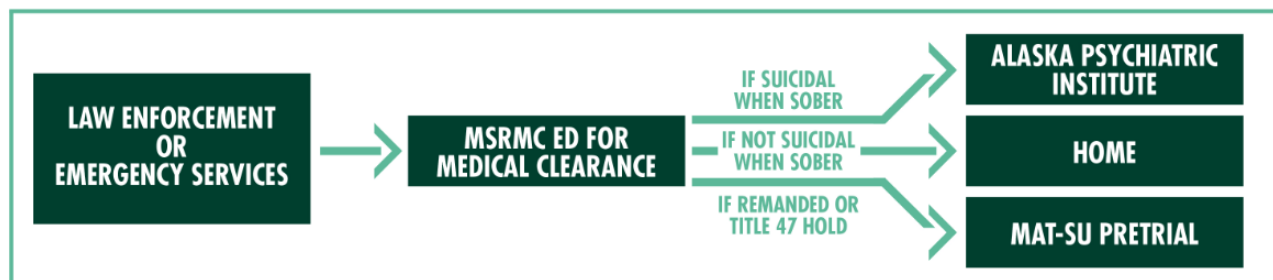 LAW ENFORCEMENT
OR
EMERGENCY SERVICES
MSRMC ED FOR
MEDICAL CLEARANCE
IF SUICIDAL
WHEN SOBER
IF NOT SUICIDAL
WHEN SOBER
IF REMANDED OR
TITLE 47 HOLD
ALASKA PSYCHIATRIC
INSTITUTE
HOME
MAT-SU PRETRIAL